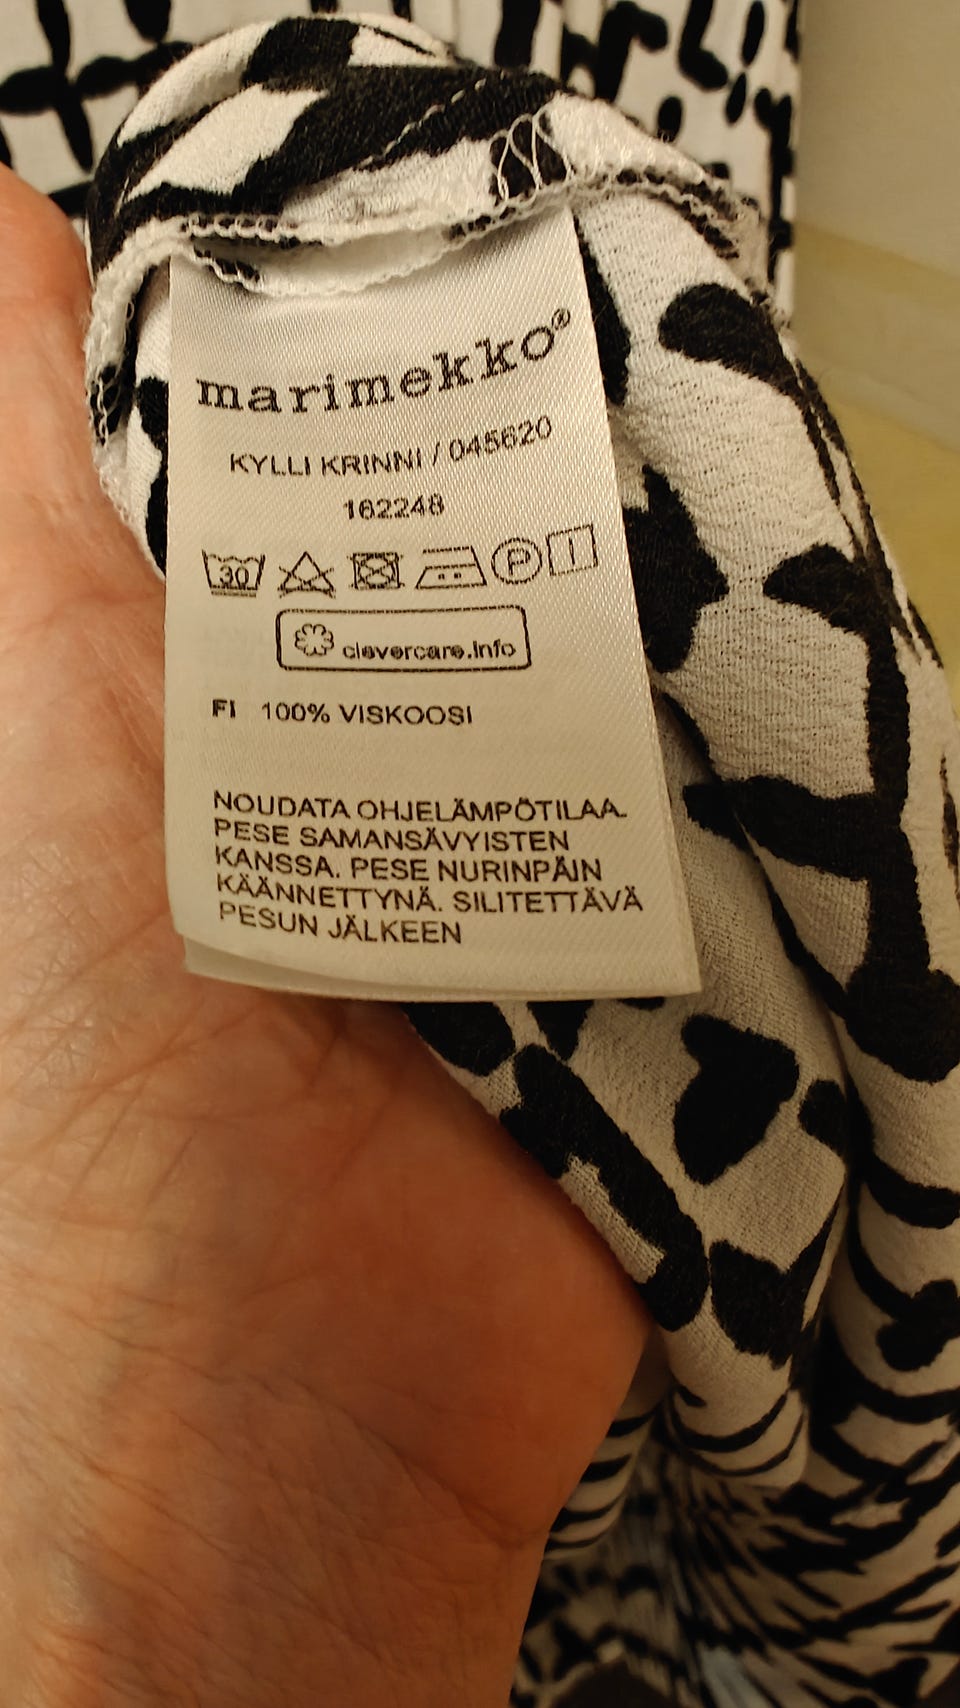 marimekko®
KYLLI KRINNI / 045620
162248
30 P
clevercare.info
FI 100% VISKOOSI
NOUDATA OHJELÄMPÖTILAA.
PESE SAMANSÄVYISTEN
KANSSA. PESE NURINPÄIN
KÄÄNNETTYNÄ. SILITETTÄVÄ
PESUN JÄLKEEN